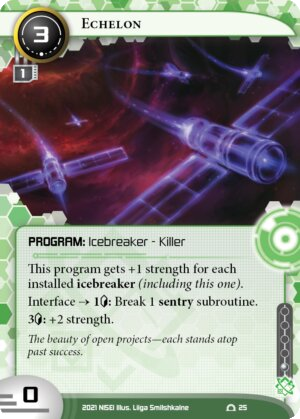 Echelon
3
1
PROGRAM: Icebreaker - Killer
This program gets +1 strength for each
installed icebreaker (including this one).
Interface → 1: Break 1 sentry subroutine.
3: +2 strength.
The beauty of open projects—each stands atop
past success.
0
2021 NISEI Illus. Liiga Smilshkalne
25